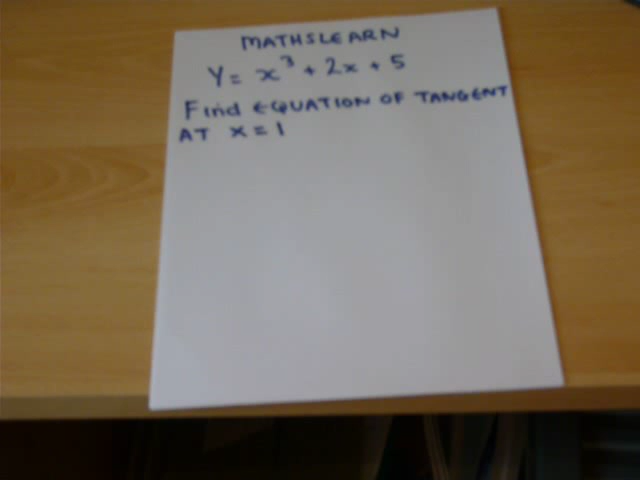 MATHSLEARN
Y = x³ + 2x + 5
Find EQUATION OF TANGENT
AT x = 1